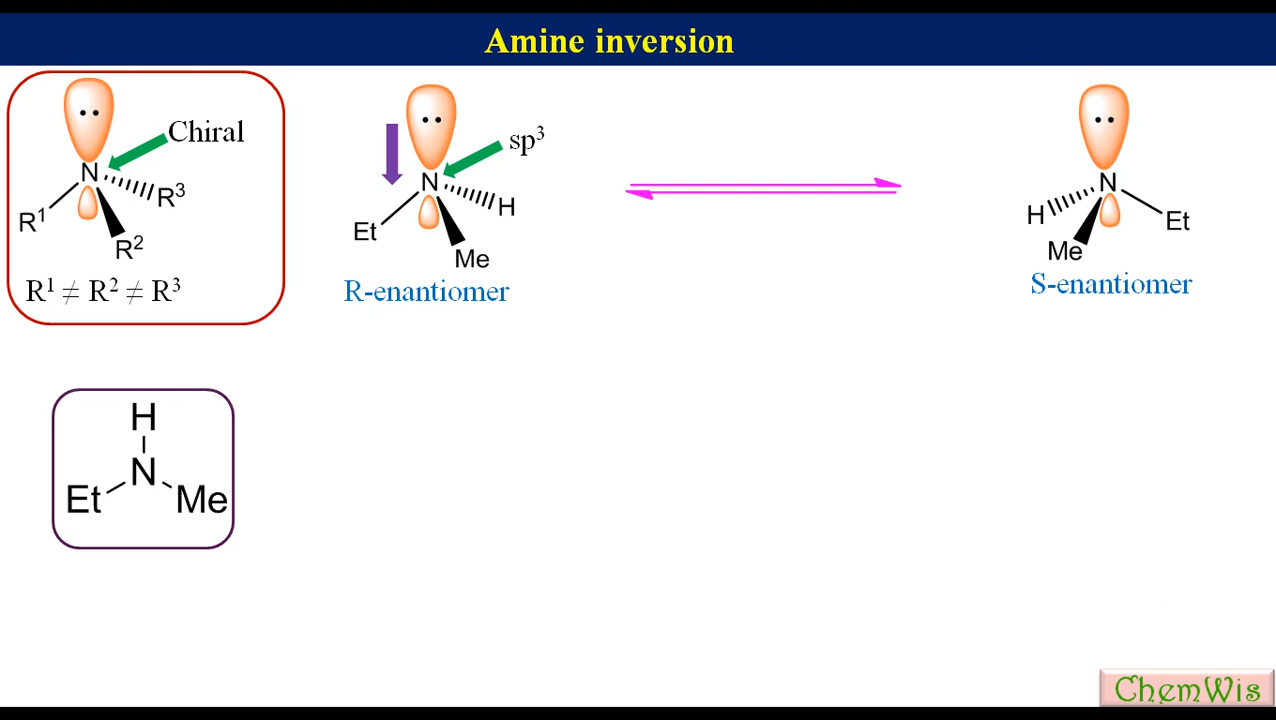 Amine inversion
Chiral
N
R³
R¹
R²
R¹ ≠ R² ≠ R³
sp³
N
H
Et
Me
R-enantiomer
N
H
Et
Me
S-enantiomer
H
N
Et
Me
ChemWis